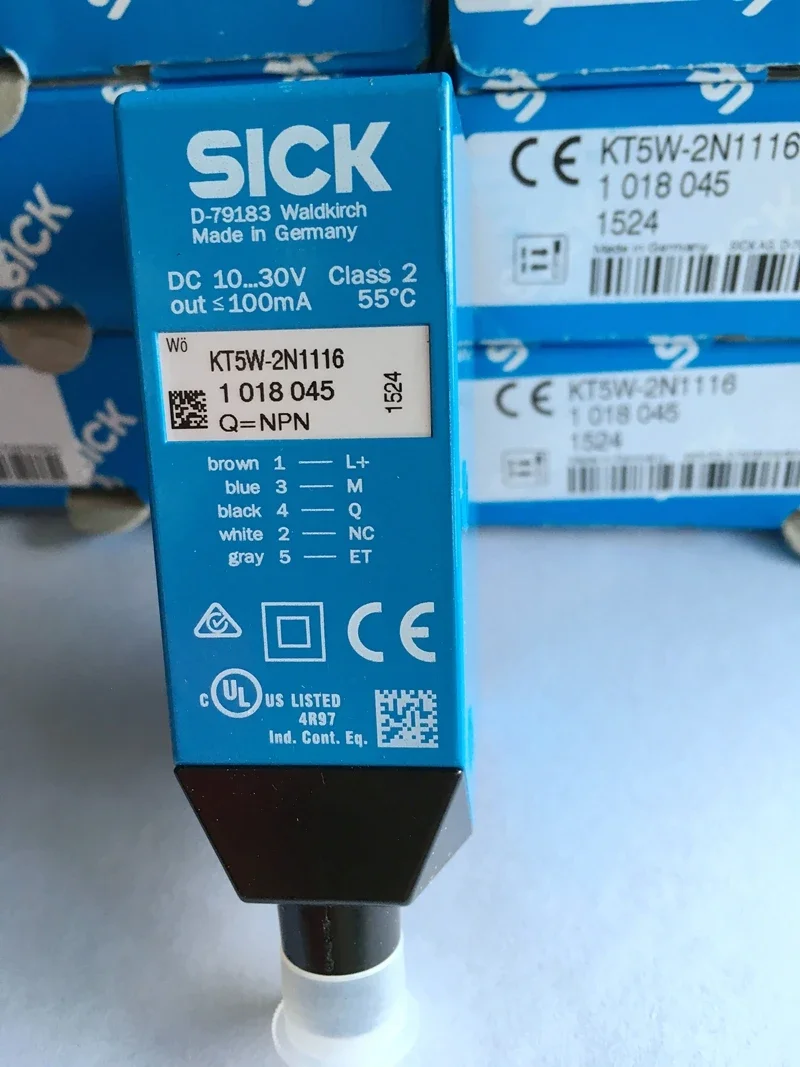 SICK
D-79183 Waldkirch
Made in Germany
DC 10...30V Class 2
out ≤ 100mA 55°C
Wö
KT5W-2N1116
1 018 045
Q=NPN
1524
brown 1 — L+
blue 3 — M
black 4 — Q
white 2 — NC
gray 5 — ET
CE
C UL US LISTED
4R97
Ind. Cont. Eq.
CE KT5W-2N1116
1 018 045
1524
Made in Germany
CE KT5W-2N1116
1 018 045
1524
SICK
SICK